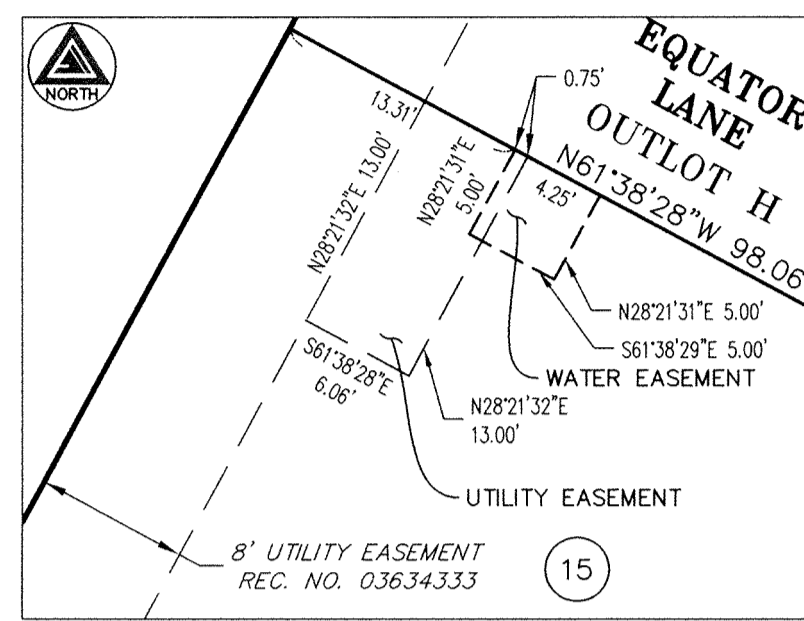 NORTH
EQUATOR
LANE
OUTLOT H
N61°38'28"W 98.06
0.75'
13.31'
4.25'
N28°21'31"E
5.00'
N28°21'32"E 13.00'
N28°21'31"E 5.00'
S61°38'29"E 5.00'
WATER EASEMENT
S61°38'28"E
6.06'
N28°21'32"E
13.00'
UTILITY EASEMENT
8' UTILITY EASEMENT
REC. NO. 03634333
15